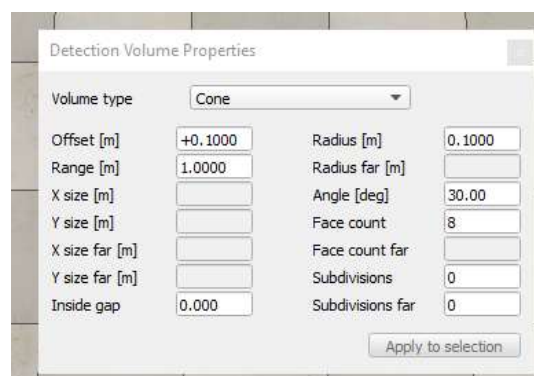 Detection Volume Properties
Volume type Cone
Offset [m] +0.1000 Radius [m] 0.1000
Range [m] 1.0000 Radius far [m]
X size [m] Angle [deg] 30.00
Y size [m] Face count 8
X size far [m] Face count far
Y size far [m] Subdivisions 0
Inside gap 0.000 Subdivisions far 0
Apply to selection